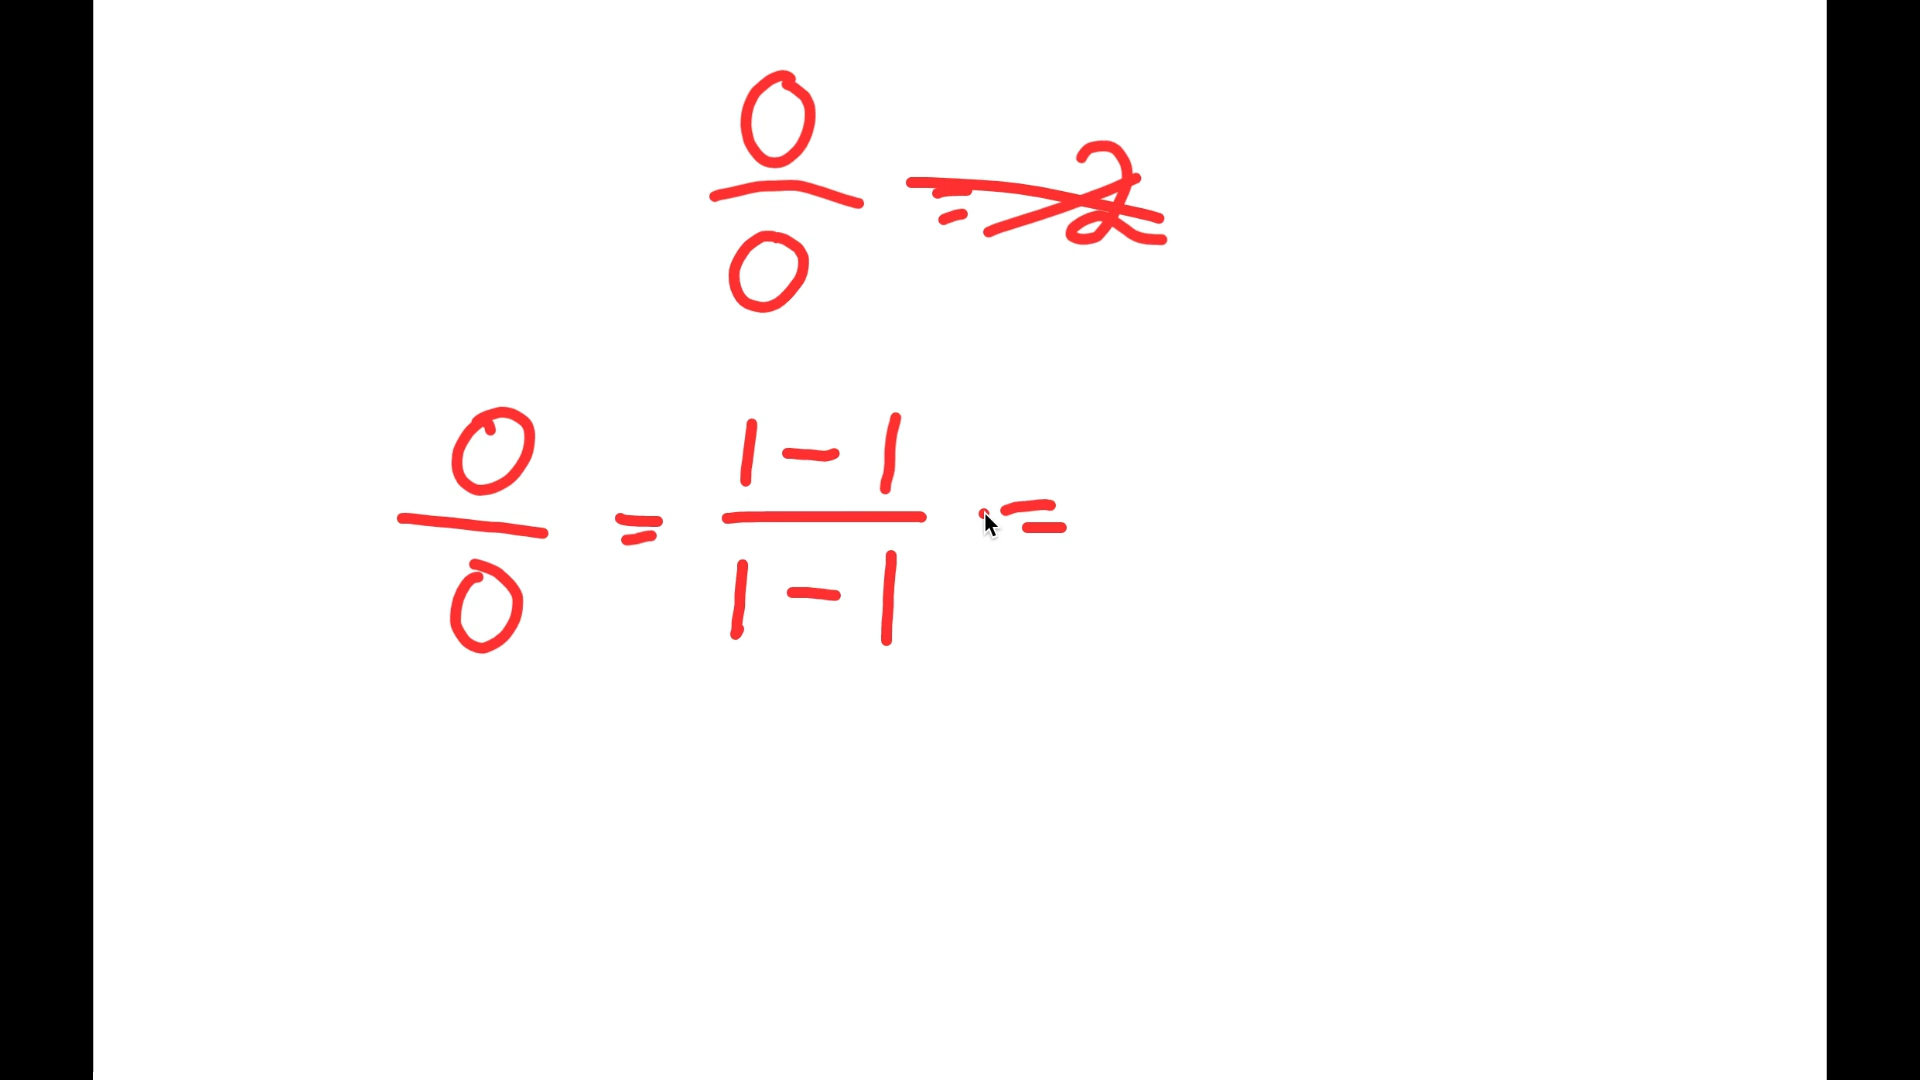 0/0 = 2
0/0 = 1-1/1-1 =